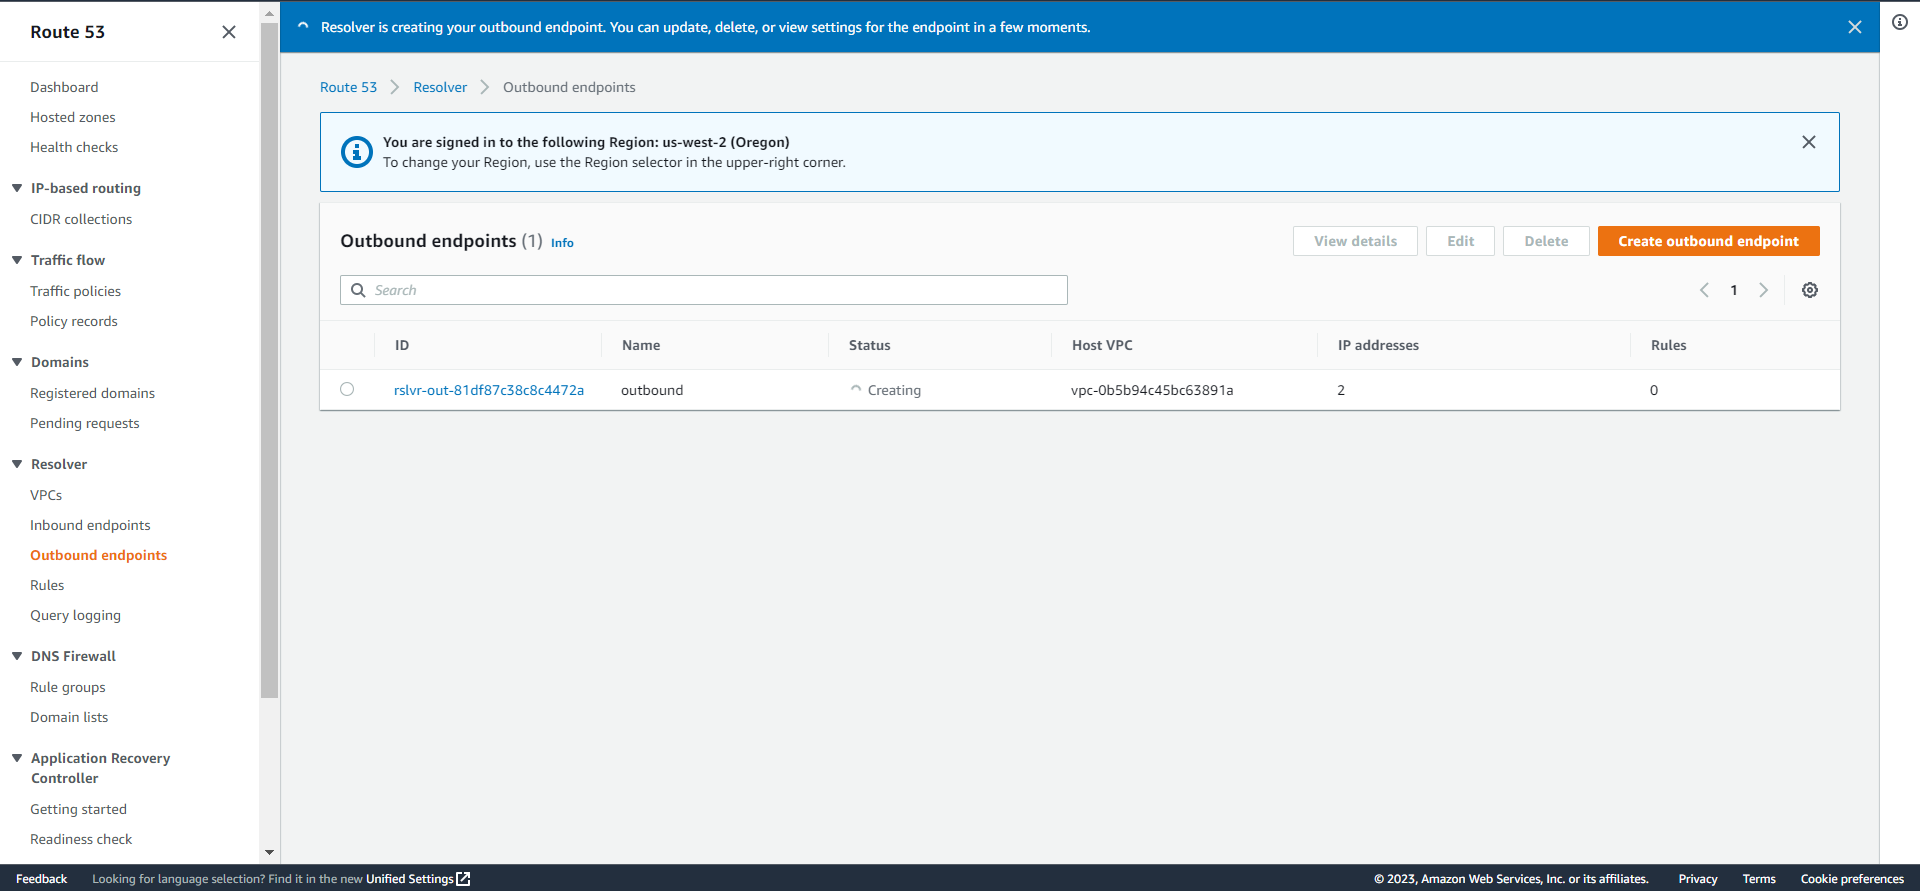 Route 53
Dashboard
Hosted zones
Health checks
IP-based routing
CIDR collections
Traffic flow
Traffic policies
Policy records
Domains
Registered domains
Pending requests
Resolver
VPCs
Inbound endpoints
Outbound endpoints
Rules
Query logging
DNS Firewall
Rule groups
Domain lists
Application Recovery
Controller
Getting started
Readiness check
Resolver is creating your outbound endpoint. You can update, delete, or view settings for the endpoint in a few moments.
Route 53 Resolver Outbound endpoints
You are signed in to the following Region: us-west-2 (Oregon)
To change your Region, use the Region selector in the upper-right corner.
Outbound endpoints (1) Info View details Edit Delete Create outbound endpoint
Search 1
ID Name Status Host VPC IP addresses Rules
rslvr-out-81df87c38c8c4472a outbound Creating vpc-0b5b94c45bc63891a 2 0
Feedback Looking for language selection? Find it in the new Unified Settings © 2023, Amazon Web Services, Inc. or its affiliates. Privacy Terms Cookie preferences